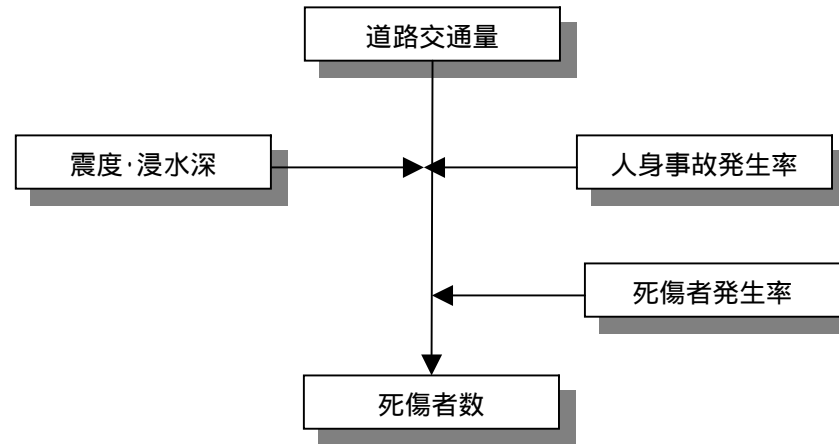 道路交通量
震度･浸水深
人身事故発生率
死傷者発生率
死傷者数